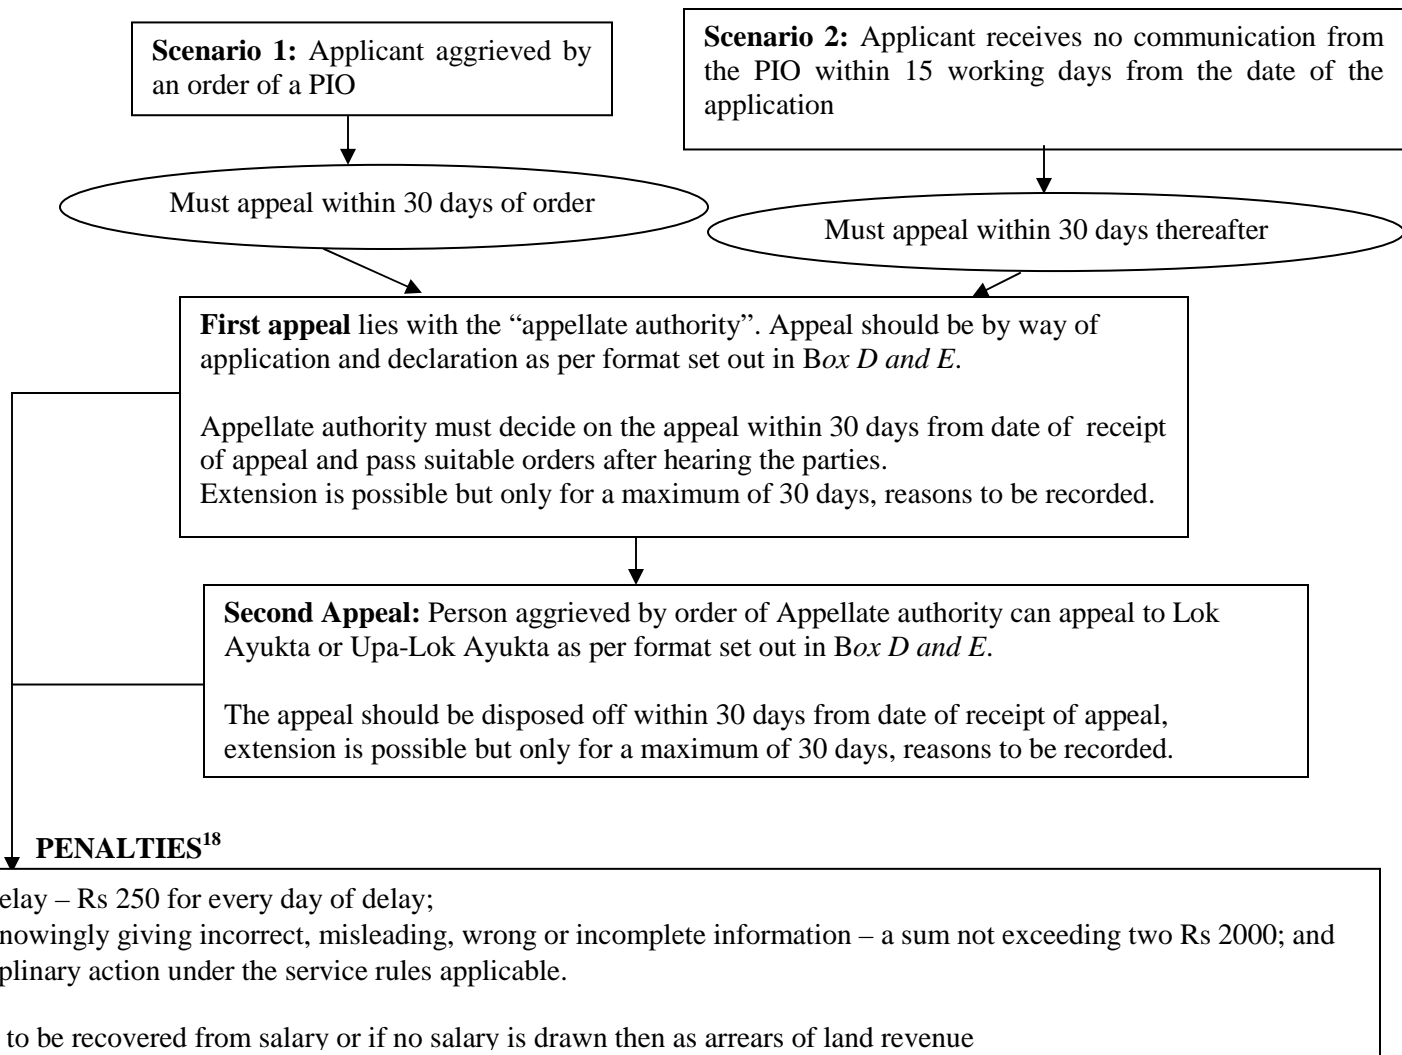 Scenario 1: Applicant aggrieved by
an order of a PIO
Scenario 2: Applicant receives no communication from
the PIO within 15 working days from the date of the
application
Must appeal within 30 days of order
Must appeal within 30 days thereafter
First appeal lies with the “appellate authority”. Appeal should be by way of
application and declaration as per format set out in Box D and E.
Appellate authority must decide on the appeal within 30 days from date of receipt
of appeal and pass suitable orders after hearing the parties.
Extension is possible but only for a maximum of 30 days, reasons to be recorded.
Second Appeal: Person aggrieved by order of Appellate authority can appeal to Lok
Ayukta or Upa-Lok Ayukta as per format set out in Box D and E.
The appeal should be disposed off within 30 days from date of receipt of appeal,
extension is possible but only for a maximum of 30 days, reasons to be recorded.
PENALTIES18
elay – Rs 250 for every day of delay;
nowingly giving incorrect, misleading, wrong or incomplete information – a sum not exceeding two Rs 2000; and
plinary action under the service rules applicable.
to be recovered from salary or if no salary is drawn then as arrears of land revenue